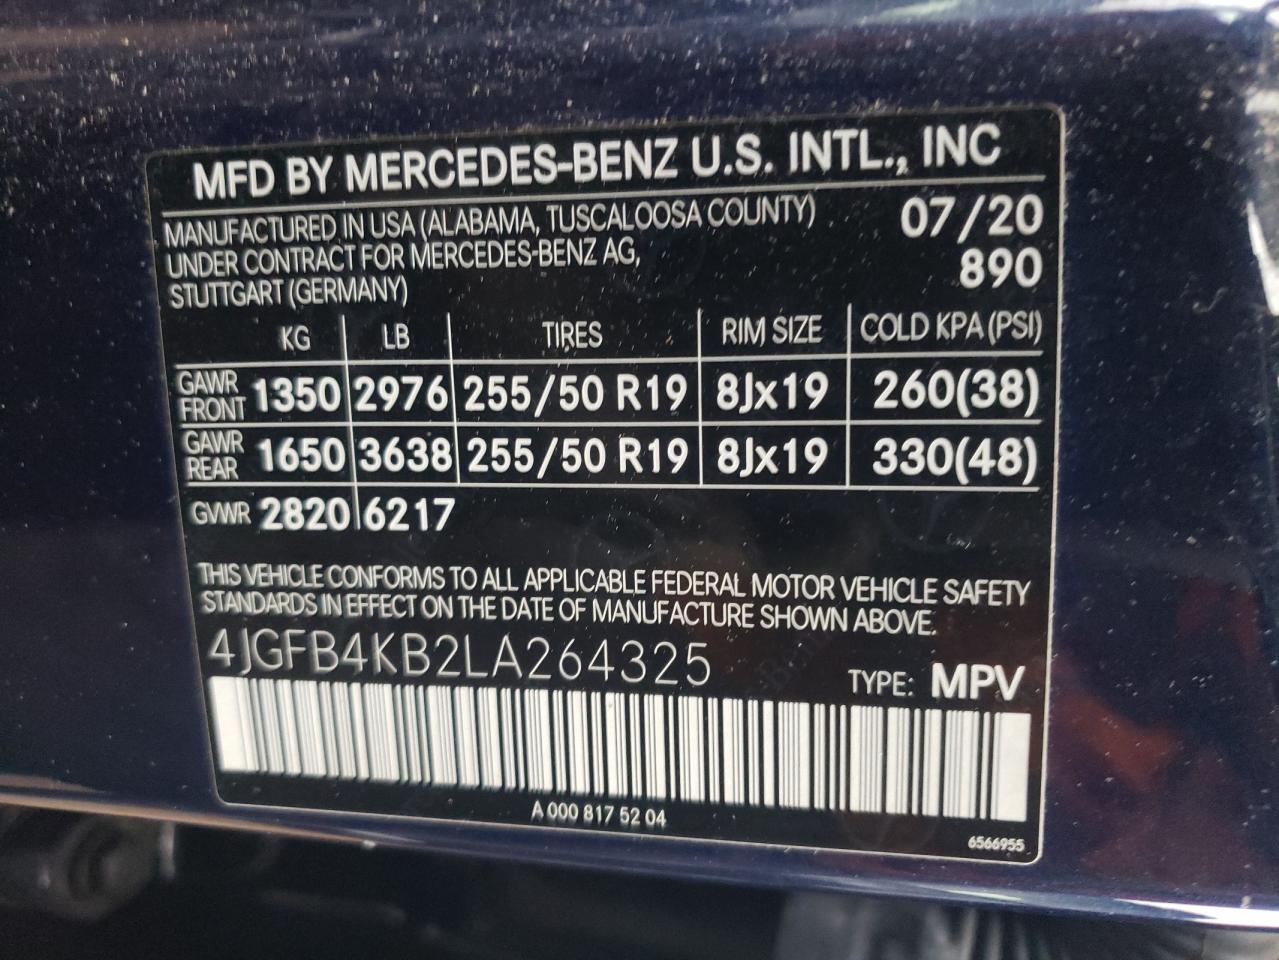 MFD BY MERCEDES-BENZ U.S. INTL., INC
MANUFACTURED IN USA (ALABAMA, TUSCALOOSA COUNTY) 07/20
UNDER CONTRACT FOR MERCEDES-BENZ AG, 890
STUTTGART (GERMANY)
KG LB TIRES RIM SIZE COLD KPA (PSI)
GAWR FRONT 1350 2976 255/50 R19 8Jx19 260(38)
GAWR REAR 1650 3638 255/50 R19 8Jx19 330(48)
GVWR 2820 6217
THIS VEHICLE CONFORMS TO ALL APPLICABLE FEDERAL MOTOR VEHICLE SAFETY
STANDARDS IN EFFECT ON THE DATE OF MANUFACTURE SHOWN ABOVE.
4JGFB4KB2LA264325
TYPE: MPV
A 000 817 52 04
6566955